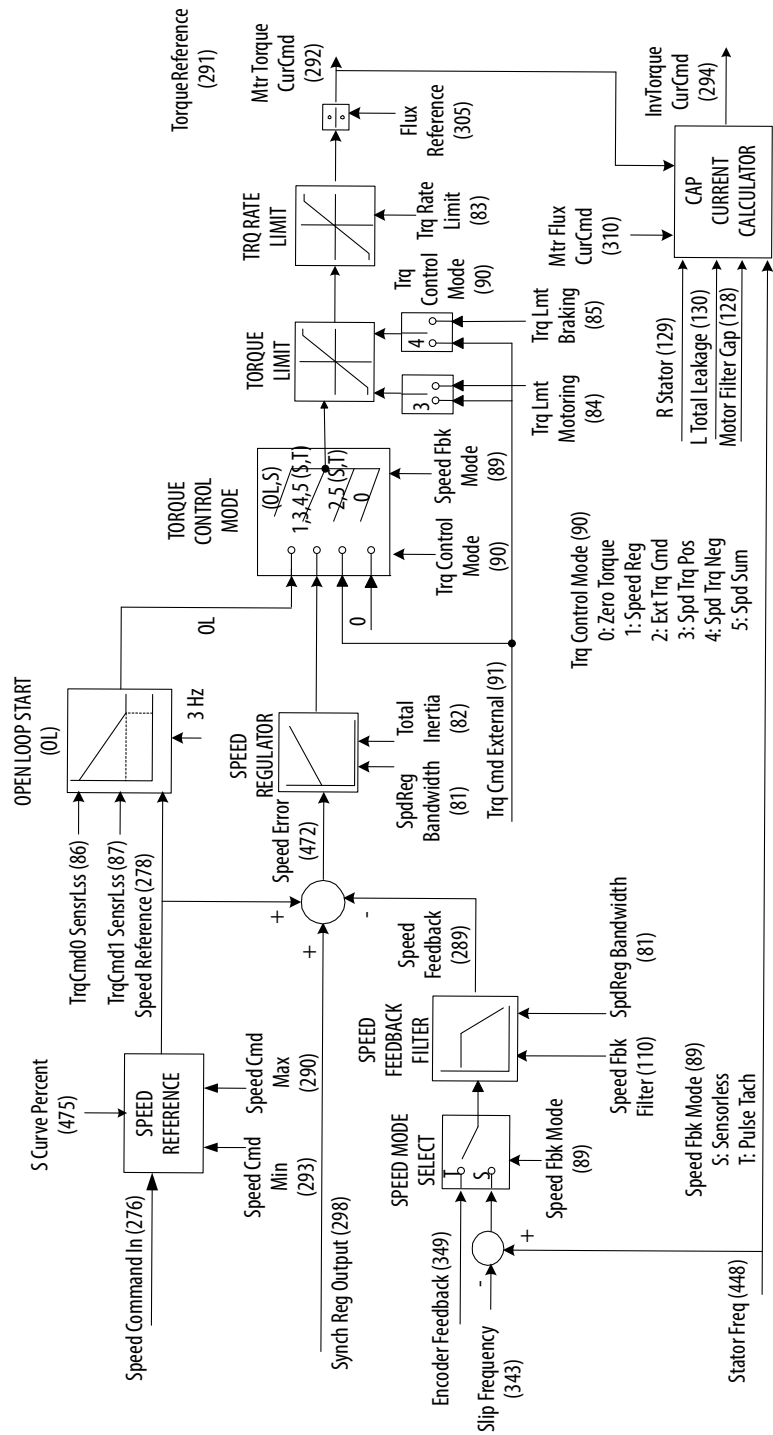 S Curve Percent
(475)
Speed Command In (276)
SPEED
REFERENCE
Speed Cmd
Min
(293)
Speed Cmd
Max
(290)
TrqCmd0 SensrLss (86)
TrqCmd1 SensrLss (87)
Speed Reference (278)
OPEN LOOP START
(OL)
3 Hz
OL
Synch Reg Output (298)
+
+
-
Speed Error
(472)
SPEED
REGULATOR
SpdReg
Bandwidth
(81)
Total
Inertia
(82)
Trq Cmd External (91)
0
TORQUE
CONTROL
MODE
(OL,S)
1,3,4,5 (S,T)
2,5 (S,T)
0
Trq Control
Mode
(90)
Speed Fbk
Mode
(89)
TORQUE
LIMIT
3
4
Trq Lmt
Motoring
(84)
Trq Lmt
Braking
(85)
Trq
Control
Mode
(90)
TRQ RATE
LIMIT
Trq Rate
Limit
(83)
Flux
Reference
(305)
TorqueReference
(291)
Mtr Torque
CurCmd
(292)
Encoder Feedback (349)
Slip Frequency
(343)
-
+
SPEED MODE
SELECT
T
S
Speed Fbk Mode
(89)
SPEED
FEEDBACK
FILTER
Speed Fbk
Filter (110)
SpdReg Bandwidth
(81)
Speed
Feedback
(289)
Stator Freq (448)
Speed Fbk Mode (89)
S: Sensorless
T: Pulse Tach
Trq Control Mode (90)
0: Zero Torque
1: Speed Reg
2: Ext Trq Cmd
3: Spd Trq Pos
4: Spd Trq Neg
5: Spd Sum
R Stator (129)
L Total Leakage (130)
Motor Filter Cap (128)
Mtr Flux
CurCmd
(310)
CAP
CURRENT
CALCULATOR
InvTorque
CurCmd
(294)